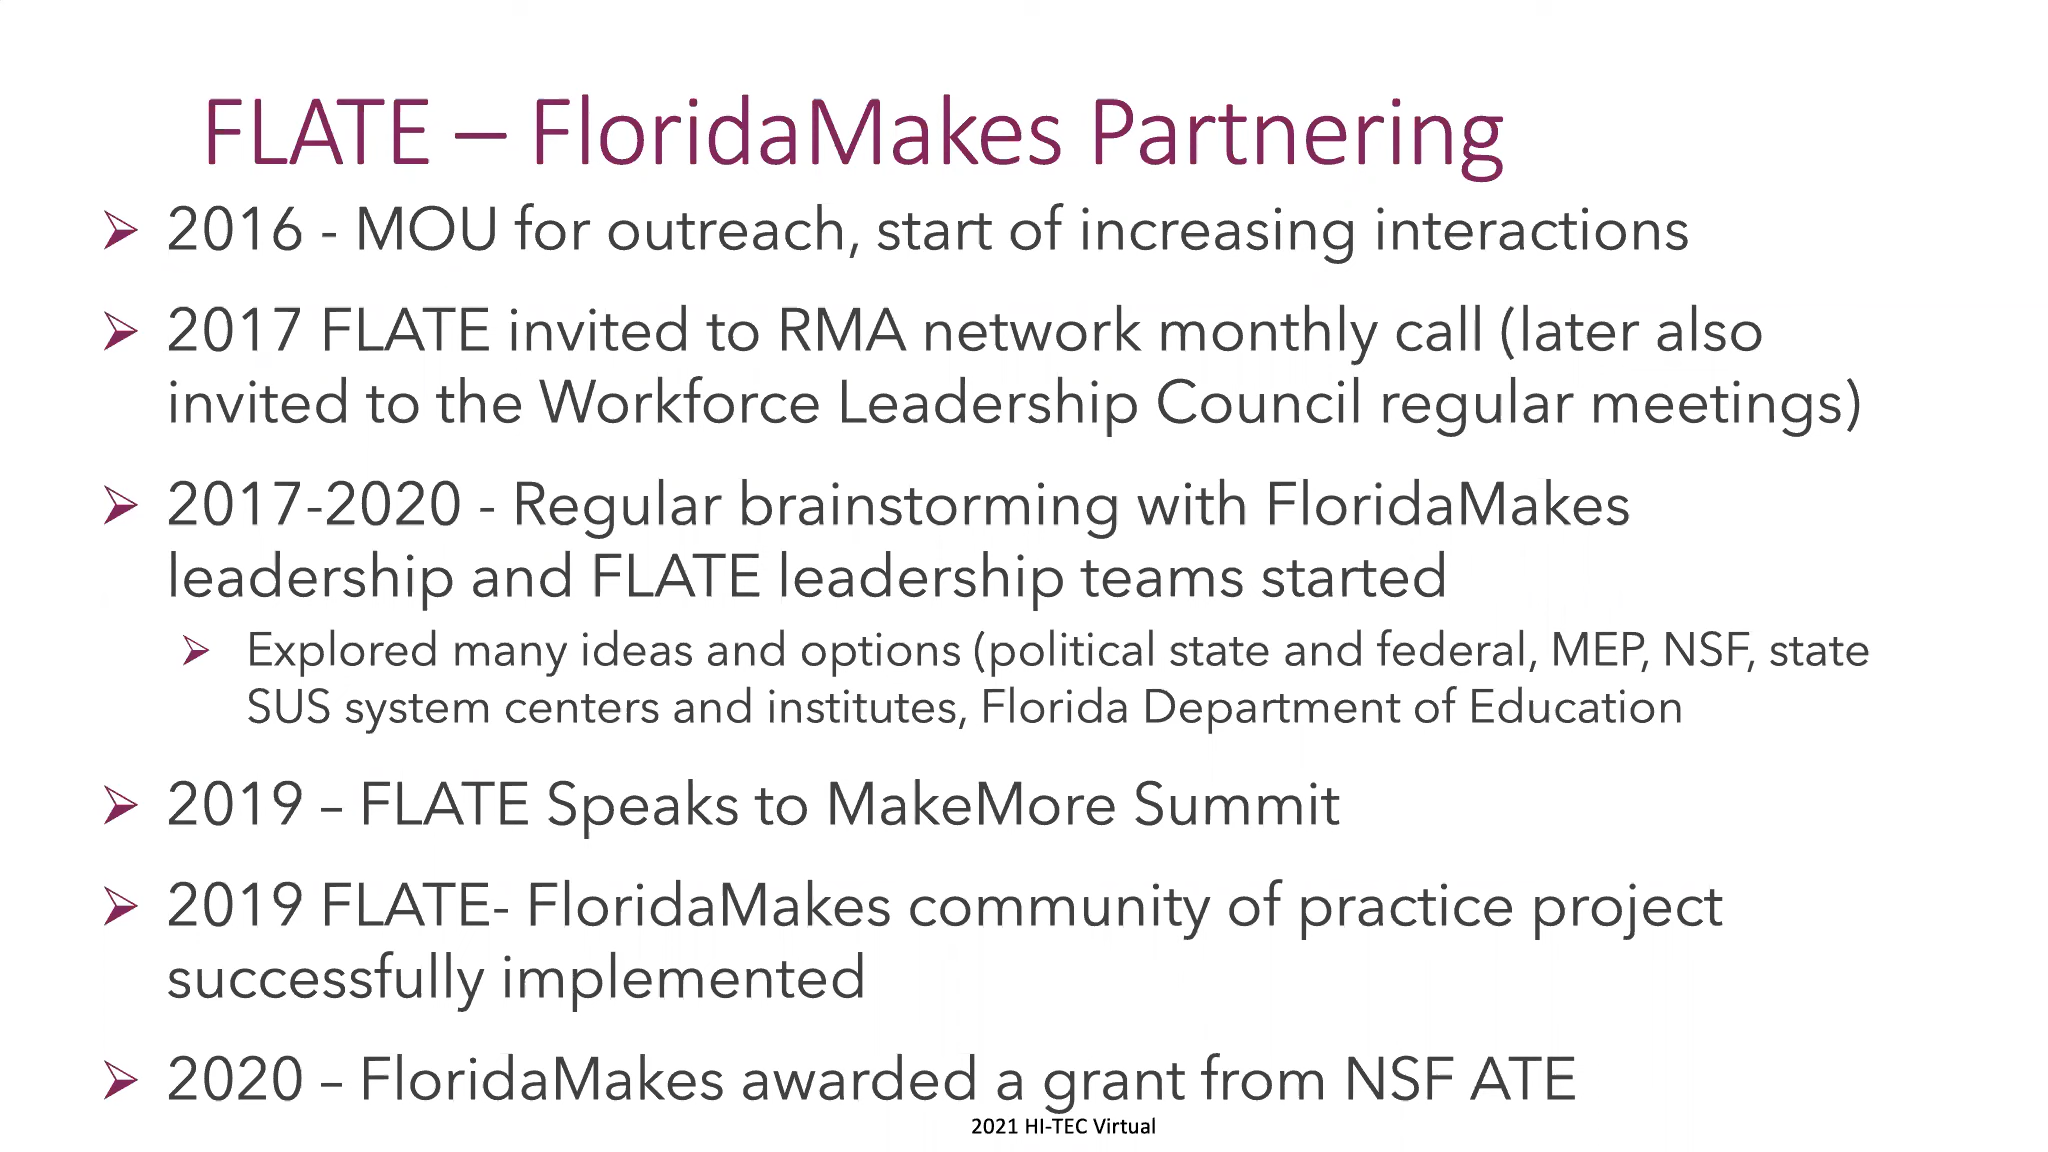 FLATE – FloridaMakes Partnering
2016 - MOU for outreach, start of increasing interactions
2017 FLATE invited to RMA network monthly call (later also
invited to the Workforce Leadership Council regular meetings)
2017-2020 - Regular brainstorming with FloridaMakes
leadership and FLATE leadership teams started
Explored many ideas and options (political state and federal, MEP, NSF, state
SUS system centers and institutes, Florida Department of Education
2019 – FLATE Speaks to MakeMore Summit
2019 FLATE- FloridaMakes community of practice project
successfully implemented
2020 – FloridaMakes awarded a grant from NSF ATE
2021 HI-TEC Virtual